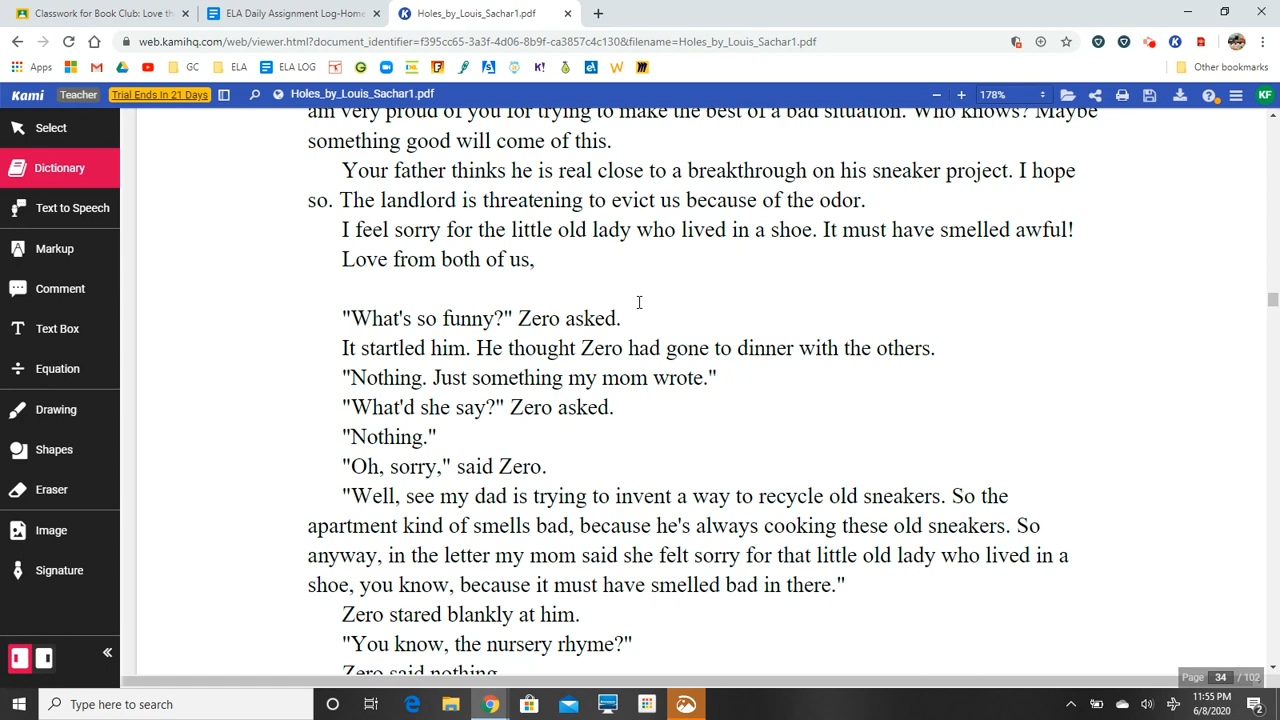 Classwork for Book Club: Love th
ELA Daily Assignment Log-Home
Holes_by_Louis_Sachar1.pdf
web.kamihq.com/web/viewer.html?document_identifier=f395cc65-3a3f-4d06-8b9f-ca3857c4c130&filename=Holes_by_Louis_Sachar1.pdf
Apps GC ELA ELA LOG Other bookmarks
Kami Teacher Trial Ends In 21 Days Holes_by_Louis_Sachar1.pdf 178% KF
Select
Dictionary
Text to Speech
Markup
Comment
Text Box
Equation
Drawing
Shapes
Eraser
Image
Signature
am very proud of you for trying to make the best of a bad situation. Who knows? Maybe
something good will come of this.
Your father thinks he is real close to a breakthrough on his sneaker project. I hope
so. The landlord is threatening to evict us because of the odor.
I feel sorry for the little old lady who lived in a shoe. It must have smelled awful!
Love from both of us,
"What's so funny?" Zero asked.
It startled him. He thought Zero had gone to dinner with the others.
"Nothing. Just something my mom wrote."
"What'd she say?" Zero asked.
"Nothing."
"Oh, sorry," said Zero.
"Well, see my dad is trying to invent a way to recycle old sneakers. So the
apartment kind of smells bad, because he's always cooking these old sneakers. So
anyway, in the letter my mom said she felt sorry for that little old lady who lived in a
shoe, you know, because it must have smelled bad in there."
Zero stared blankly at him.
"You know, the nursery rhyme?"
Zero said nothing.
Page 34 / 102
Type here to search
11:55 PM
6/8/2020
2